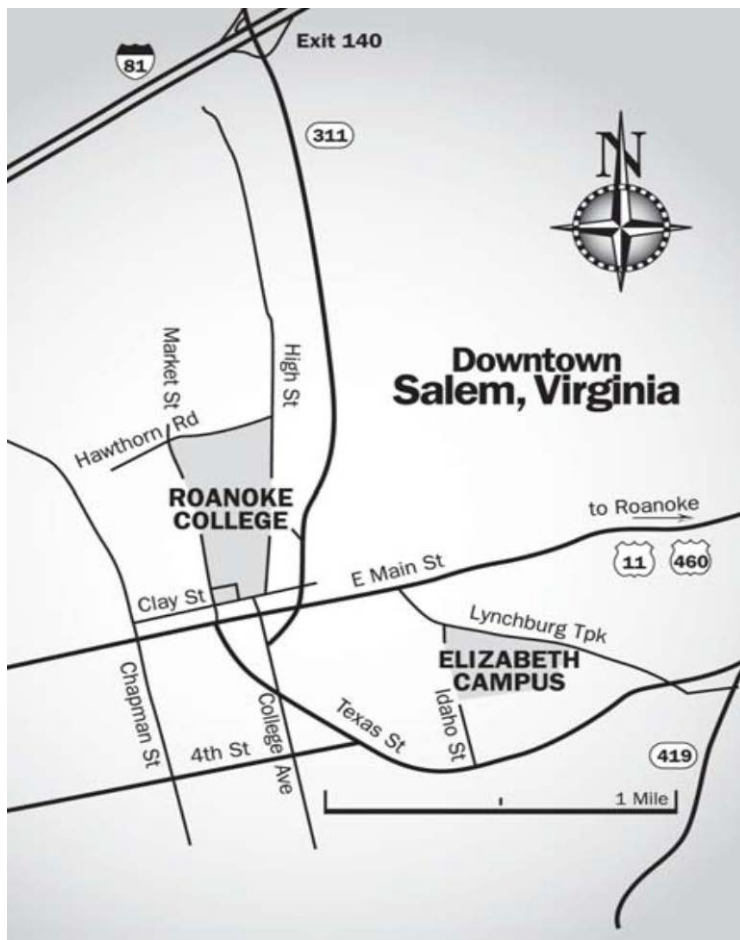 Exit 140
81
311
N
Downtown
Salem, Virginia
Market St
High St
Hawthorn Rd
ROANOKE
COLLEGE
to Roanoke
11
460
E Main St
Clay St
Lynchburg Tpk
ELIZABETH
CAMPUS
Chapman St
College Ave
Texas St
Idaho St
4th St
419
1 Mile